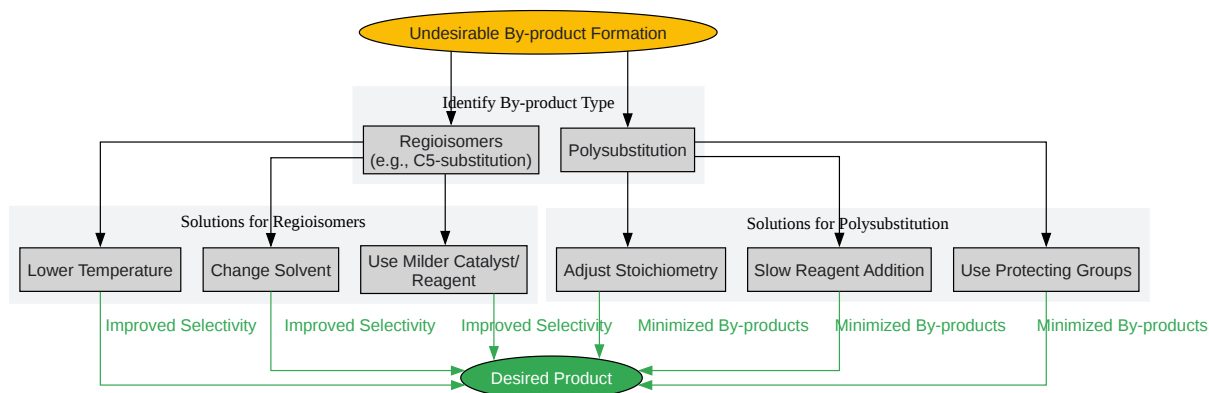 Undesirable By-product Formation
Identify By-product Type
Regioisomers
(e.g., C5-substitution)
Polysubstitution
Solutions for Regioisomers
Solutions for Polysubstitution
Lower Temperature
Change Solvent
Use Milder Catalyst/
Reagent
Adjust Stoichiometry
Slow Reagent Addition
Use Protecting Groups
Improved Selectivity
Improved Selectivity
Improved Selectivity
Minimized By-products
Minimized By-products
Minimized By-products
Desired Product